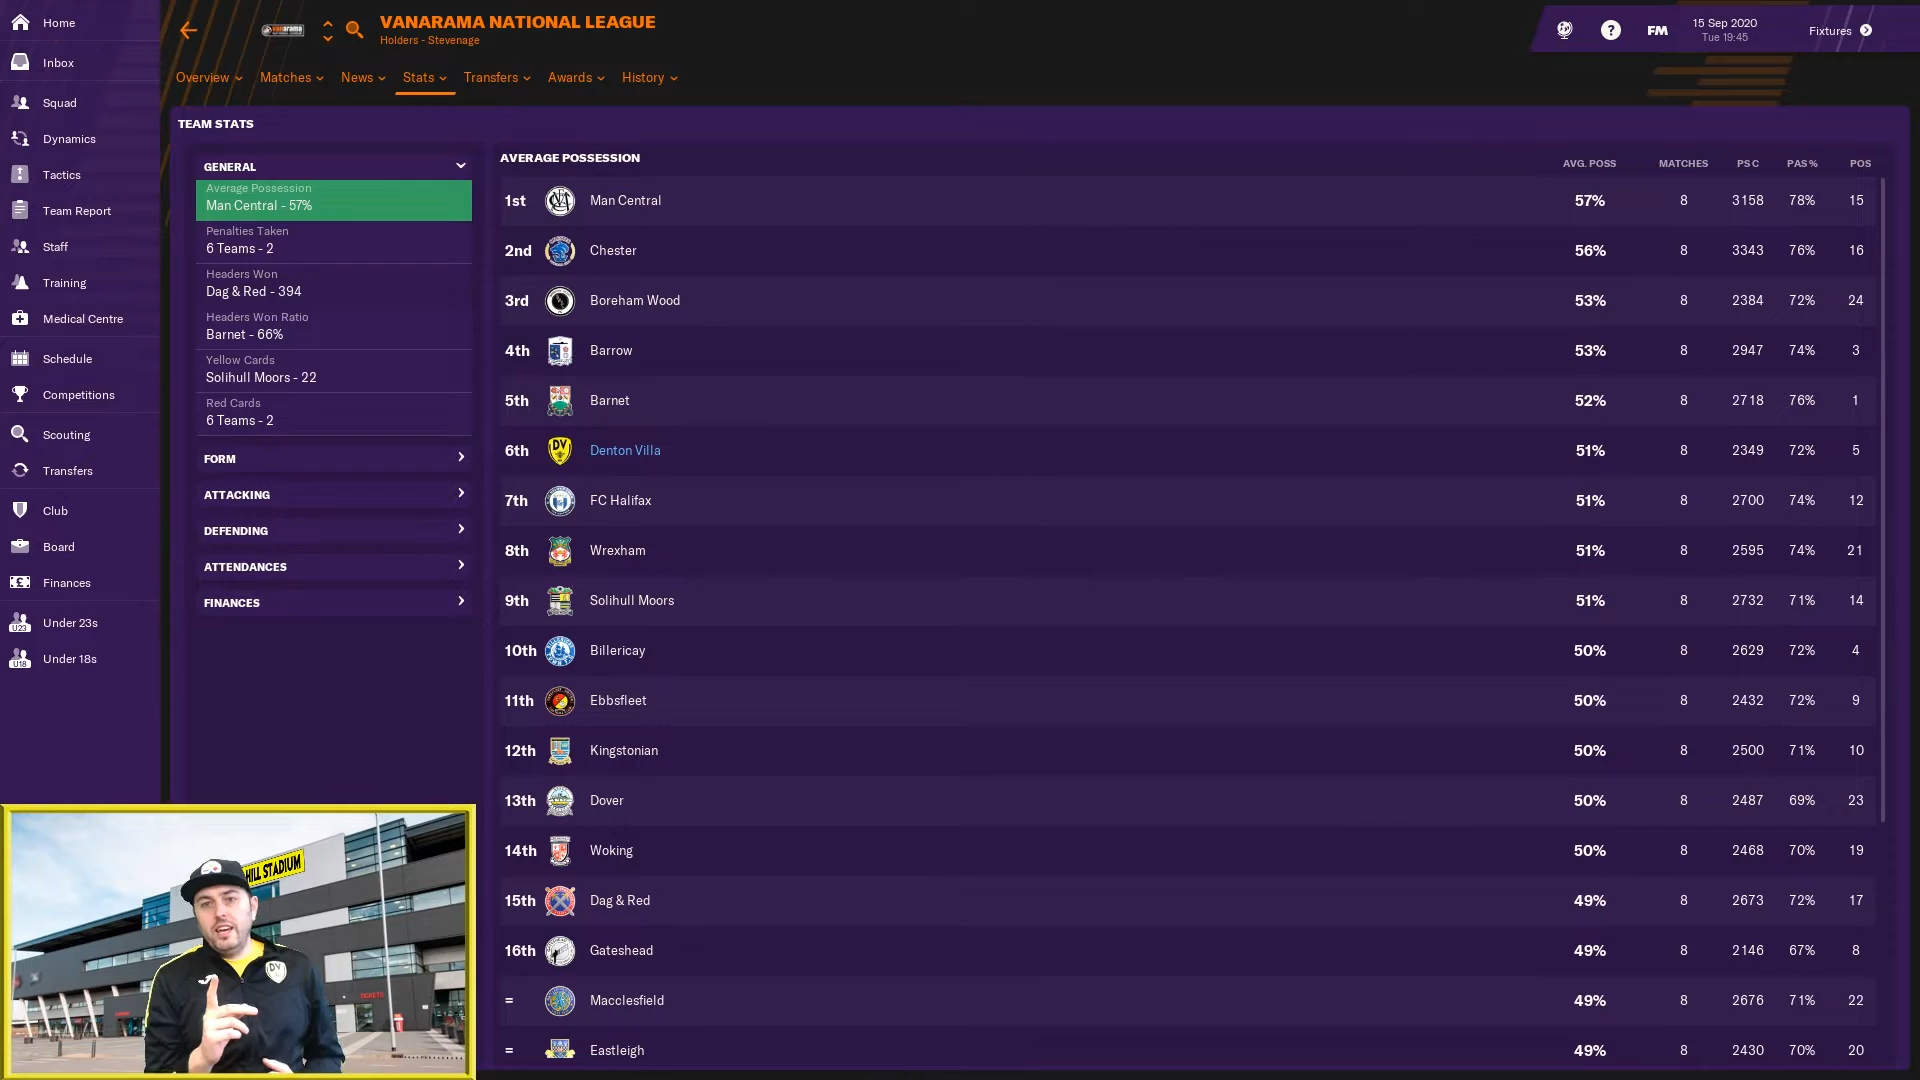 Home
Inbox
Squad
Dynamics
Tactics
Team Report
Staff
Training
Medical Centre
Schedule
Competitions
Scouting
Transfers
Club
Board
Finances
U23 Under 23s
U18 Under 18s
vanarama
VANARAMA NATIONAL LEAGUE
Holders - Stevenage
? FM 15 Sep 2020
Tue 19:45
Fixtures
Overview Matches News Stats Transfers Awards History
TEAM STATS
GENERAL
Average Possession
Man Central - 57%
Penalties Taken
6 Teams - 2
Headers Won
Dag & Red - 394
Headers Won Ratio
Barnet - 66%
Yellow Cards
Solihull Moors - 22
Red Cards
6 Teams - 2
FORM
ATTACKING
DEFENDING
ATTENDANCES
FINANCES
AVERAGE POSSESSION AVG. POSS MATCHES PS C PAS % POS
1st Man Central 57% 8 3158 78% 15
2nd Chester 56% 8 3343 76% 16
3rd Boreham Wood 53% 8 2384 72% 24
4th Barrow 53% 8 2947 74% 3
5th Barnet 52% 8 2718 76% 1
6th DV Denton Villa 51% 8 2349 72% 5
7th FC Halifax 51% 8 2700 74% 12
8th Wrexham 51% 8 2595 74% 21
9th Solihull Moors 51% 8 2732 71% 14
10th Billericay 50% 8 2629 72% 4
11th Ebbsfleet 50% 8 2432 72% 9
12th Kingstonian 50% 8 2500 71% 10
13th Dover 50% 8 2487 69% 23
14th Woking 50% 8 2468 70% 19
15th Dag & Red 49% 8 2673 72% 17
16th Gateshead 49% 8 2146 67% 8
= Macclesfield 49% 8 2676 71% 22
= Eastleigh 49% 8 2430 70% 20
HILL STADIUM
DV
TICKETS